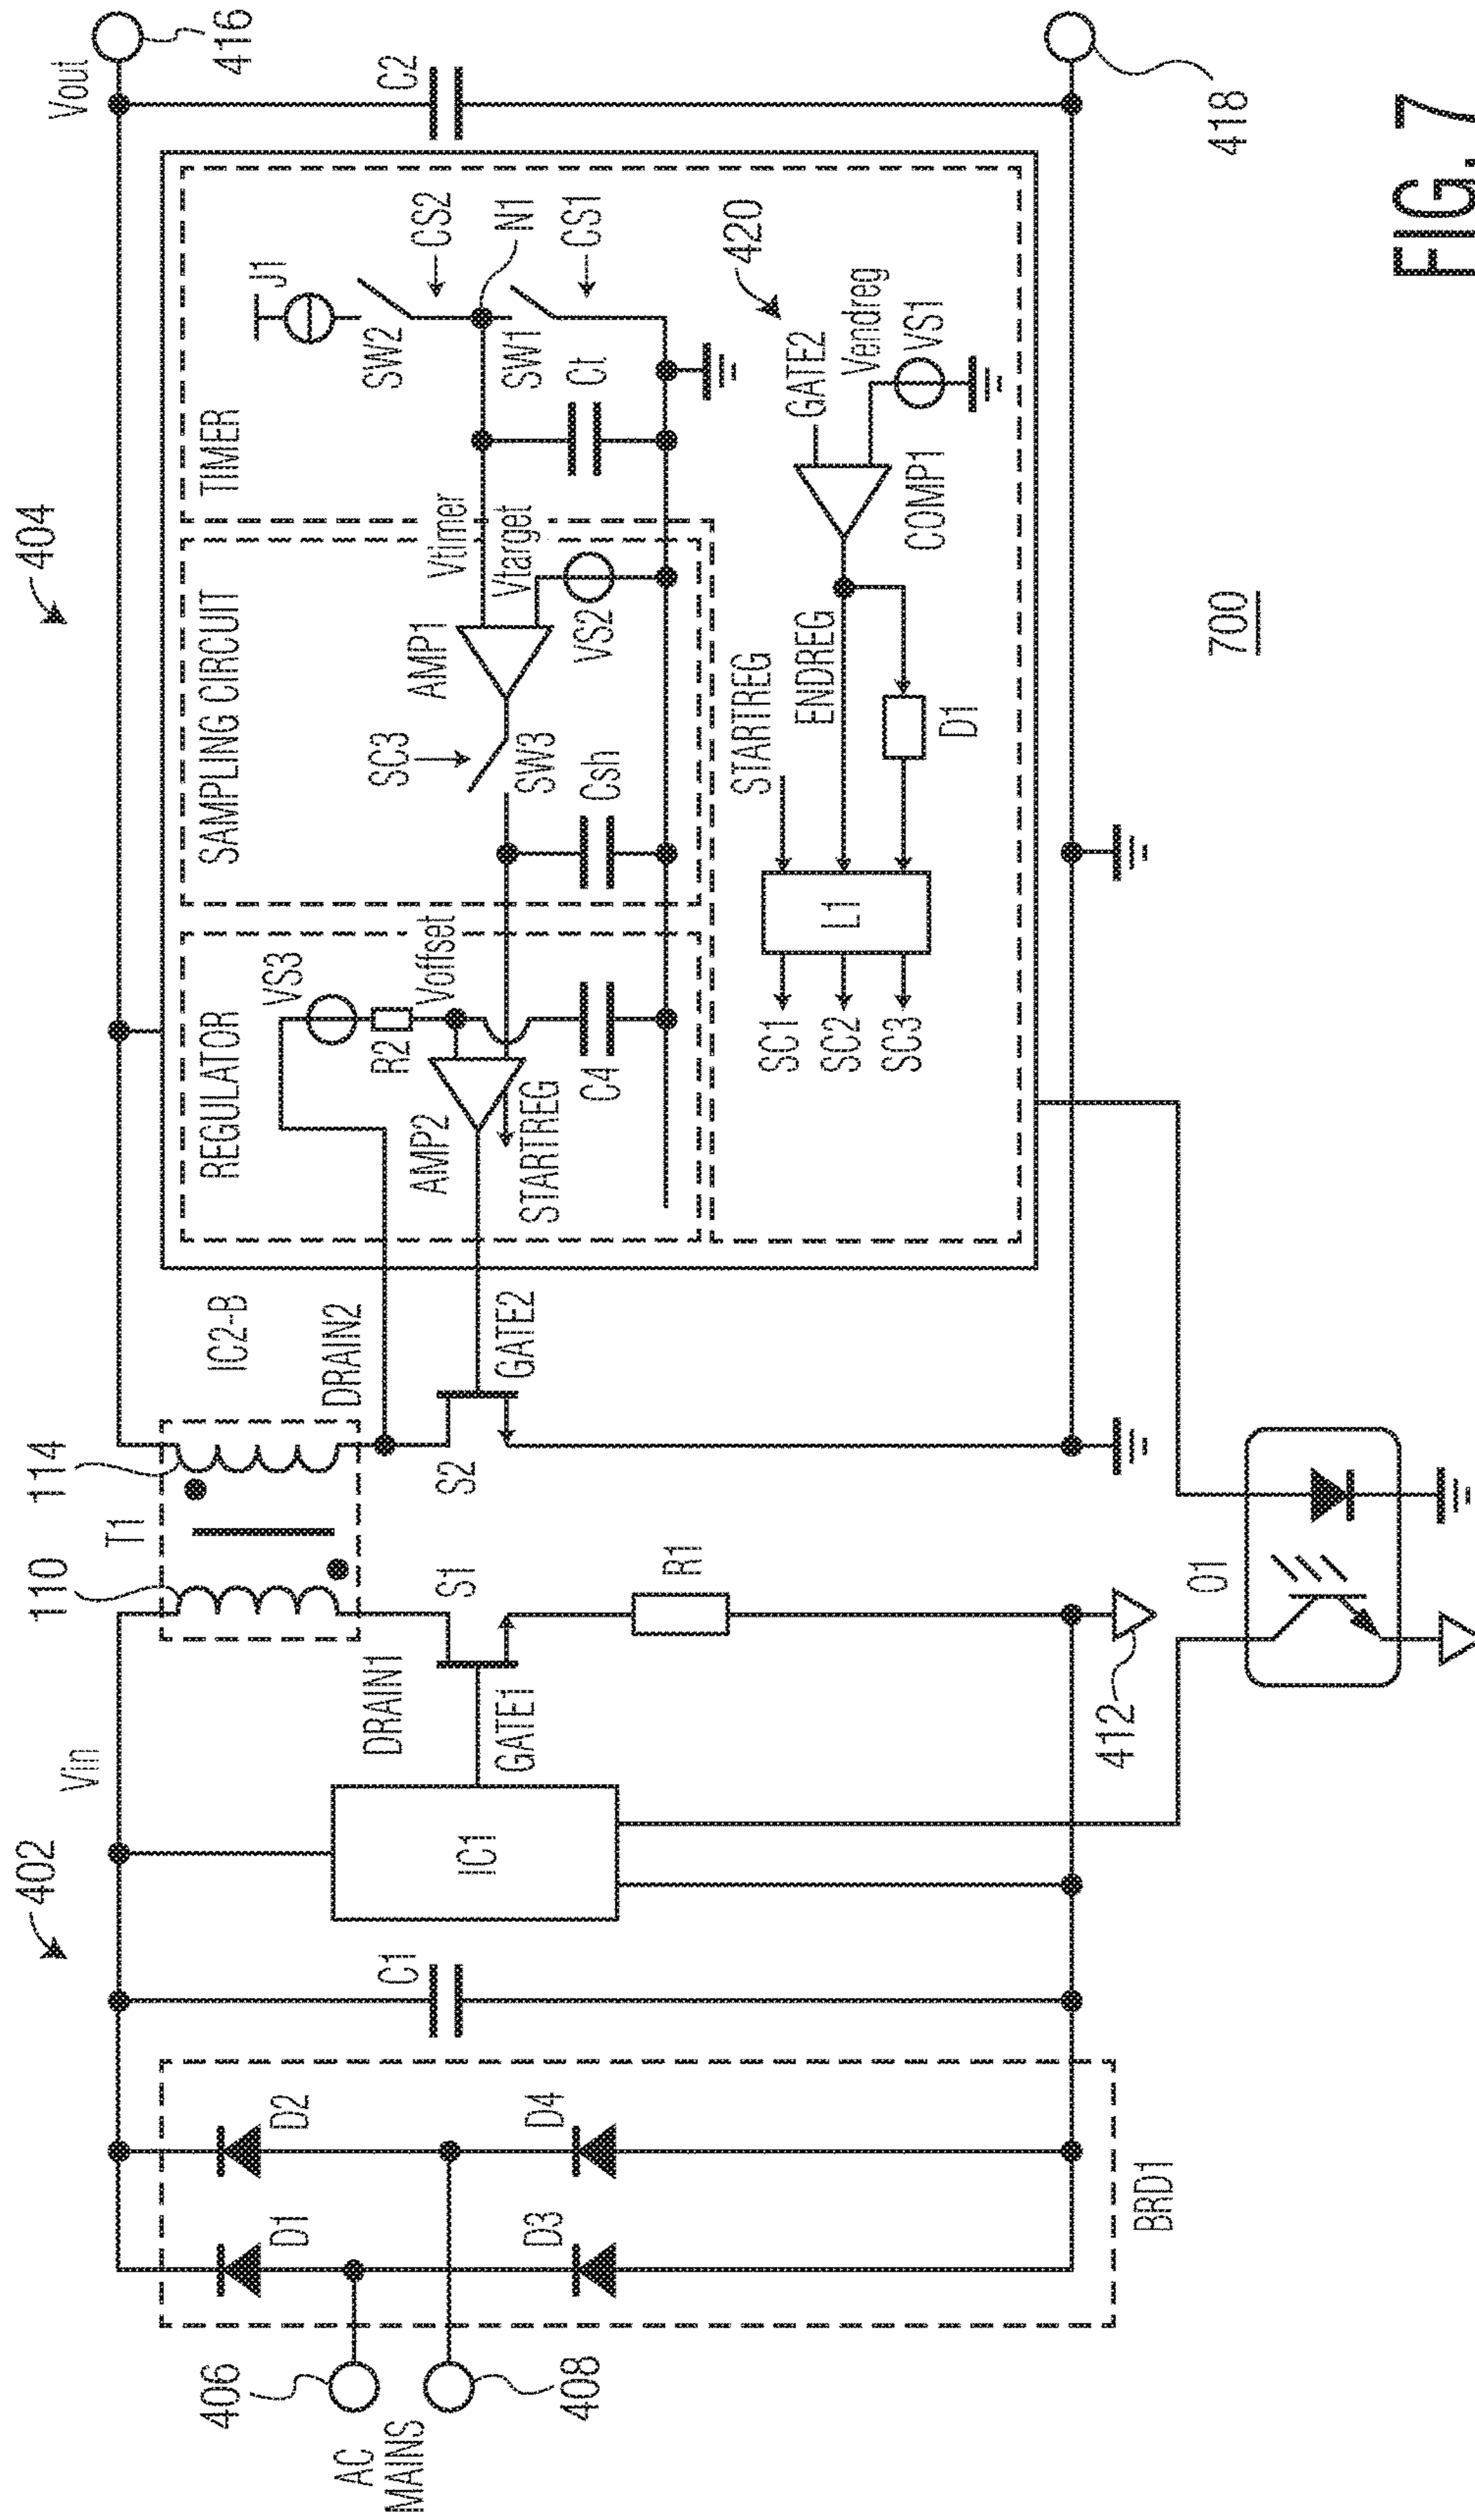 402
404
Vin
Vout
110
T1
114
416
IC2-B
DRAIN2
REGULATOR
SAMPLING CIRCUIT
TIMER
VS3
R2
Voffset
AMP2
STARTREG
C4
SC3
SW3
Csh
AMP1
Vtimer
Vtarget
VS2
J1
SW2
CS2
N1
SW1
CS1
Ct
C2
406
AC
MAINS
408
D1
D2
D3
D4
BRD1
C1
IC1
DRAIN1
GATE1
S1
R1
412
S2
GATE2
SC1
SC2
SC3
L1
STARTREG
ENDREG
D1
COMP1
GATE2
Vendreg
VS1
420
O1
418
700
FIG. 7